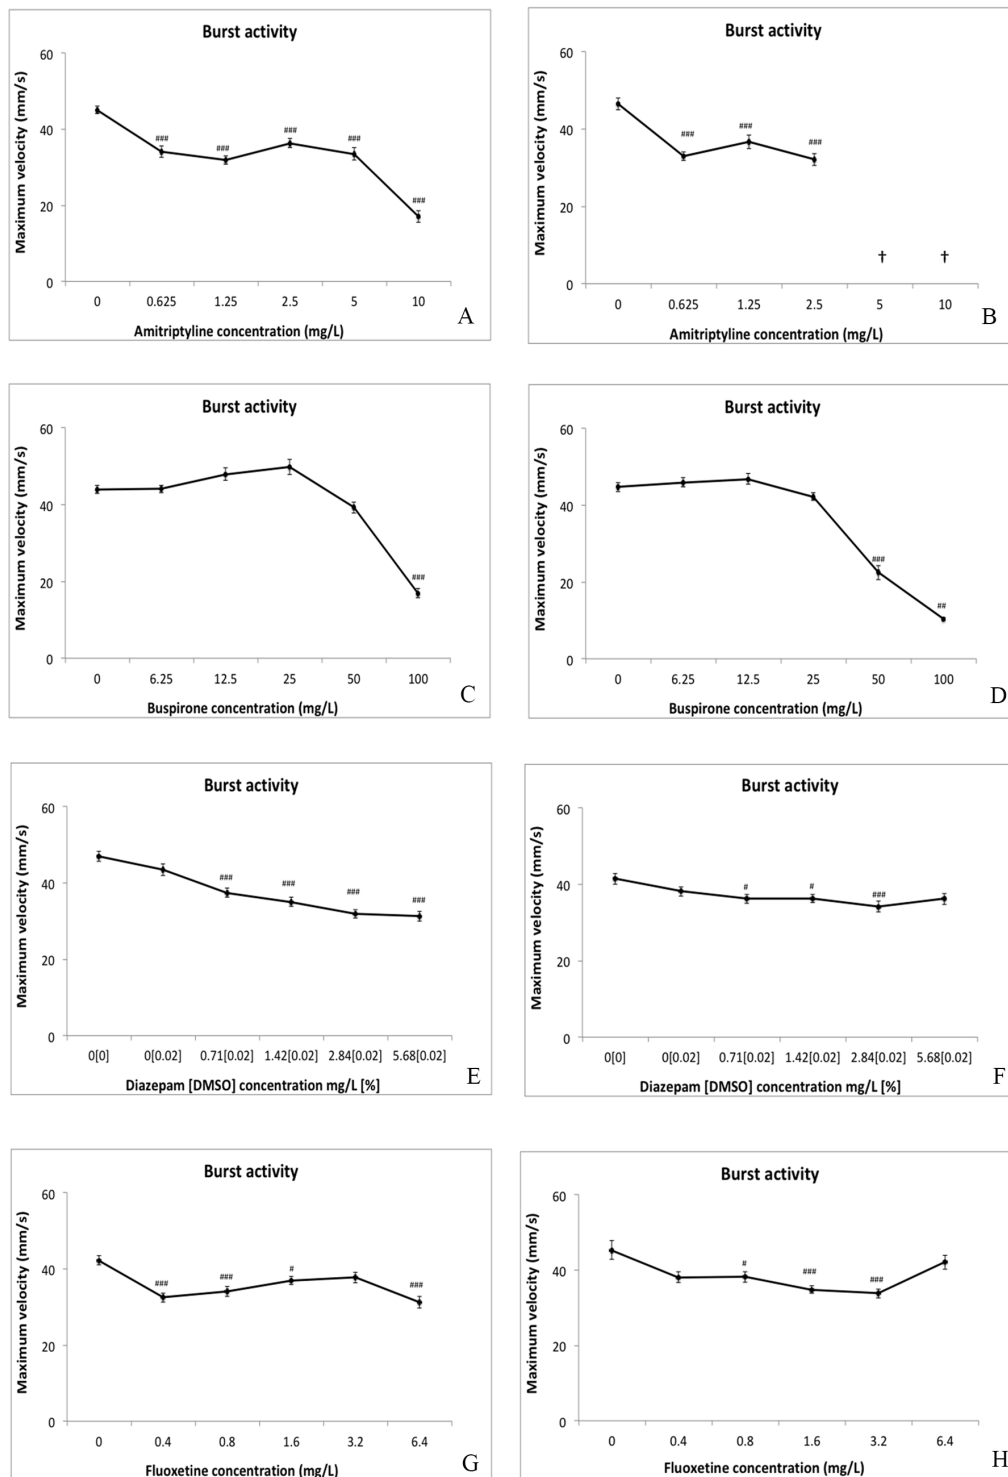 Burst activity
60
40
20
0
Maximum velocity (mm/s)
###
###
###
###
###
0 0.625 1.25 2.5 5 10
Amitriptyline concentration (mg/L)
A
Burst activity
60
40
20
0
Maximum velocity (mm/s)
###
###
###
†
†
0 0.625 1.25 2.5 5 10
Amitriptyline concentration (mg/L)
B
Burst activity
60
40
20
0
Maximum velocity (mm/s)
###
0 6.25 12.5 25 50 100
Buspirone concentration (mg/L)
C
Burst activity
60
40
20
0
Maximum velocity (mm/s)
###
##
0 6.25 12.5 25 50 100
Buspirone concentration (mg/L)
D
Burst activity
60
40
20
0
Maximum velocity (mm/s)
###
###
###
###
0[0] 0[0.02] 0.71[0.02] 1.42[0.02] 2.84[0.02] 5.68[0.02]
Diazepam [DMSO] concentration mg/L [%]
E
Burst activity
60
40
20
0
Maximum velocity (mm/s)
#
#
###
0[0] 0[0.02] 0.71[0.02] 1.42[0.02] 2.84[0.02] 5.68[0.02]
Diazepam [DMSO] concentration mg/L [%]
F
Burst activity
60
40
20
0
Maximum velocity (mm/s)
###
###
#
###
0 0.4 0.8 1.6 3.2 6.4
Fluoxetine concentration (mg/L)
G
Burst activity
60
40
20
0
Maximum velocity (mm/s)
#
###
###
0 0.4 0.8 1.6 3.2 6.4
Fluoxetine concentration (mg/L)
H